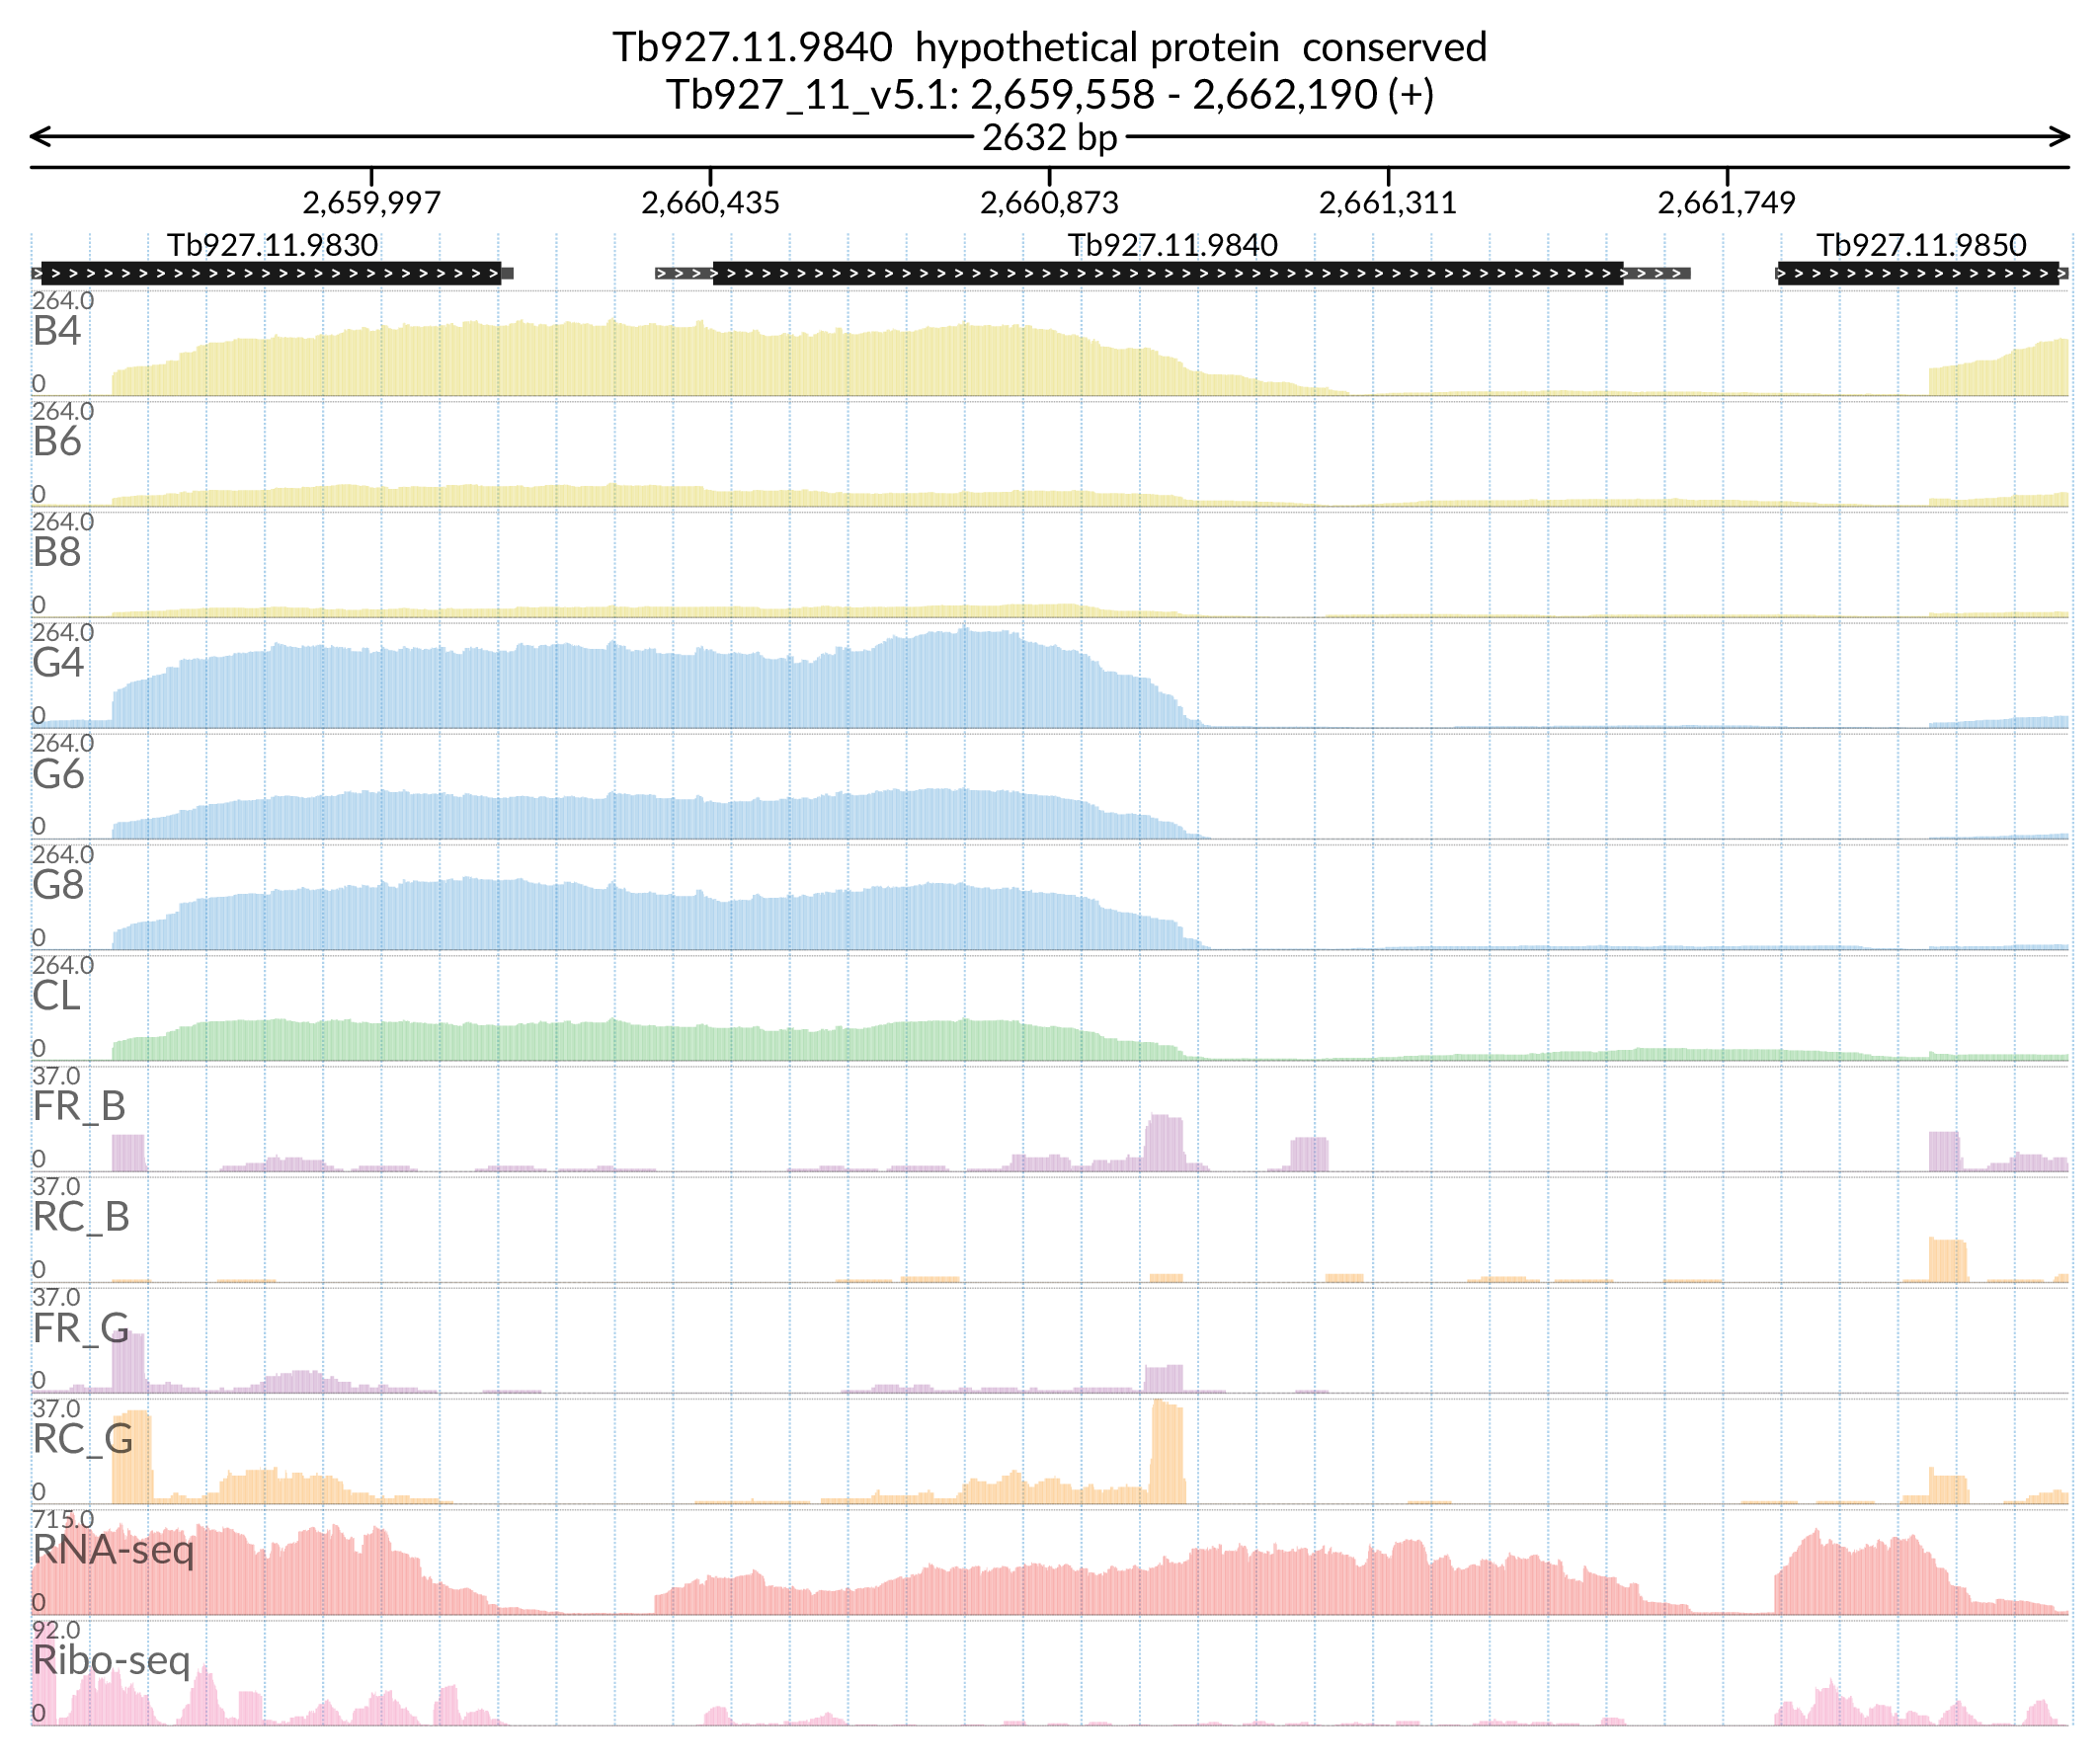 Tb927.11.9840 hypothetical protein conserved
Tb927_11_v5.1: 2,659,558 - 2,662,190 (+)
2632 bp
2,659,997 2,660,435 2,660,873 2,661,311 2,661,749
Tb927.11.9830 Tb927.11.9840 Tb927.11.9850
264.0
B4
0
264.0
B6
0
264.0
B8
0
264.0
G4
0
264.0
G6
0
264.0
G8
0
264.0
CL
0
37.0
FR_B
0
37.0
RC_B
0
37.0
FR_G
0
37.0
RC_G
0
715.0
RNA-seq
0
92.0
Ribo-seq
0